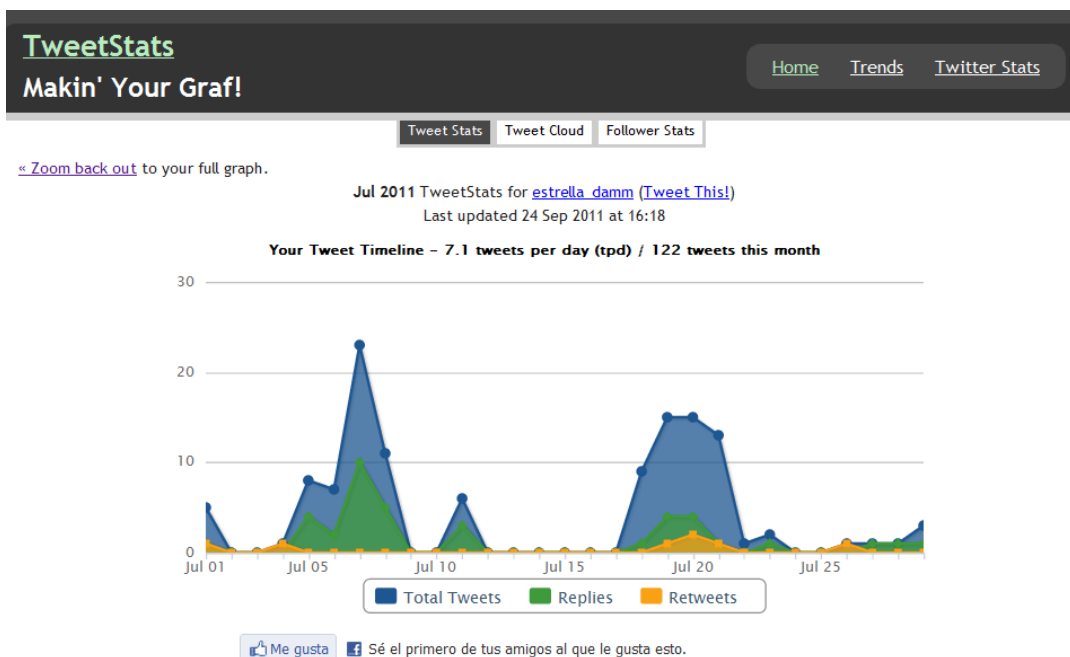 TweetStats
Makin' Your Graf!
Home Trends Twitter Stats
Tweet Stats Tweet Cloud Follower Stats
« Zoom back out to your full graph.
Jul 2011 TweetStats for estrella_damm (Tweet This!)
Last updated 24 Sep 2011 at 16:18
Your Tweet Timeline - 7.1 tweets per day (tpd) / 122 tweets this month
30
20
10
0
Jul 01 Jul 05 Jul 10 Jul 15 Jul 20 Jul 25
Total Tweets Replies Retweets
Me gusta f Sé el primero de tus amigos al que le gusta esto.